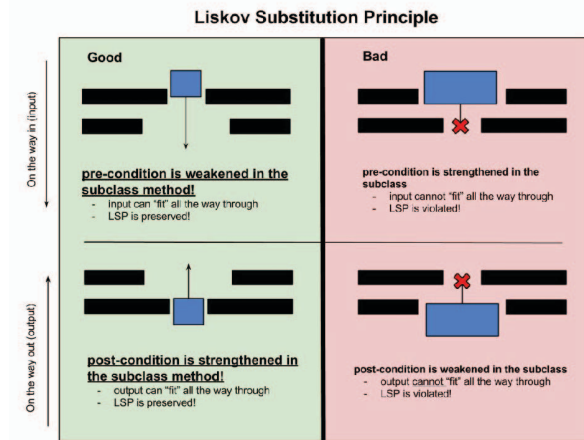 Liskov Substitution Principle
On the way in (input)
Good
pre-condition is weakened in the
subclass method!
- input can "fit" all the way through
- LSP is preserved!
Bad
pre-condition is strengthened in the
subclass
- input cannot "fit" all the way through
- LSP is violated!
On the way out (output)
post-condition is strengthened in
the subclass method!
- output can "fit" all the way through
- LSP is preserved!
post-condition is weakened in the subclass
- output cannot "fit" all the way through
- LSP is violated!